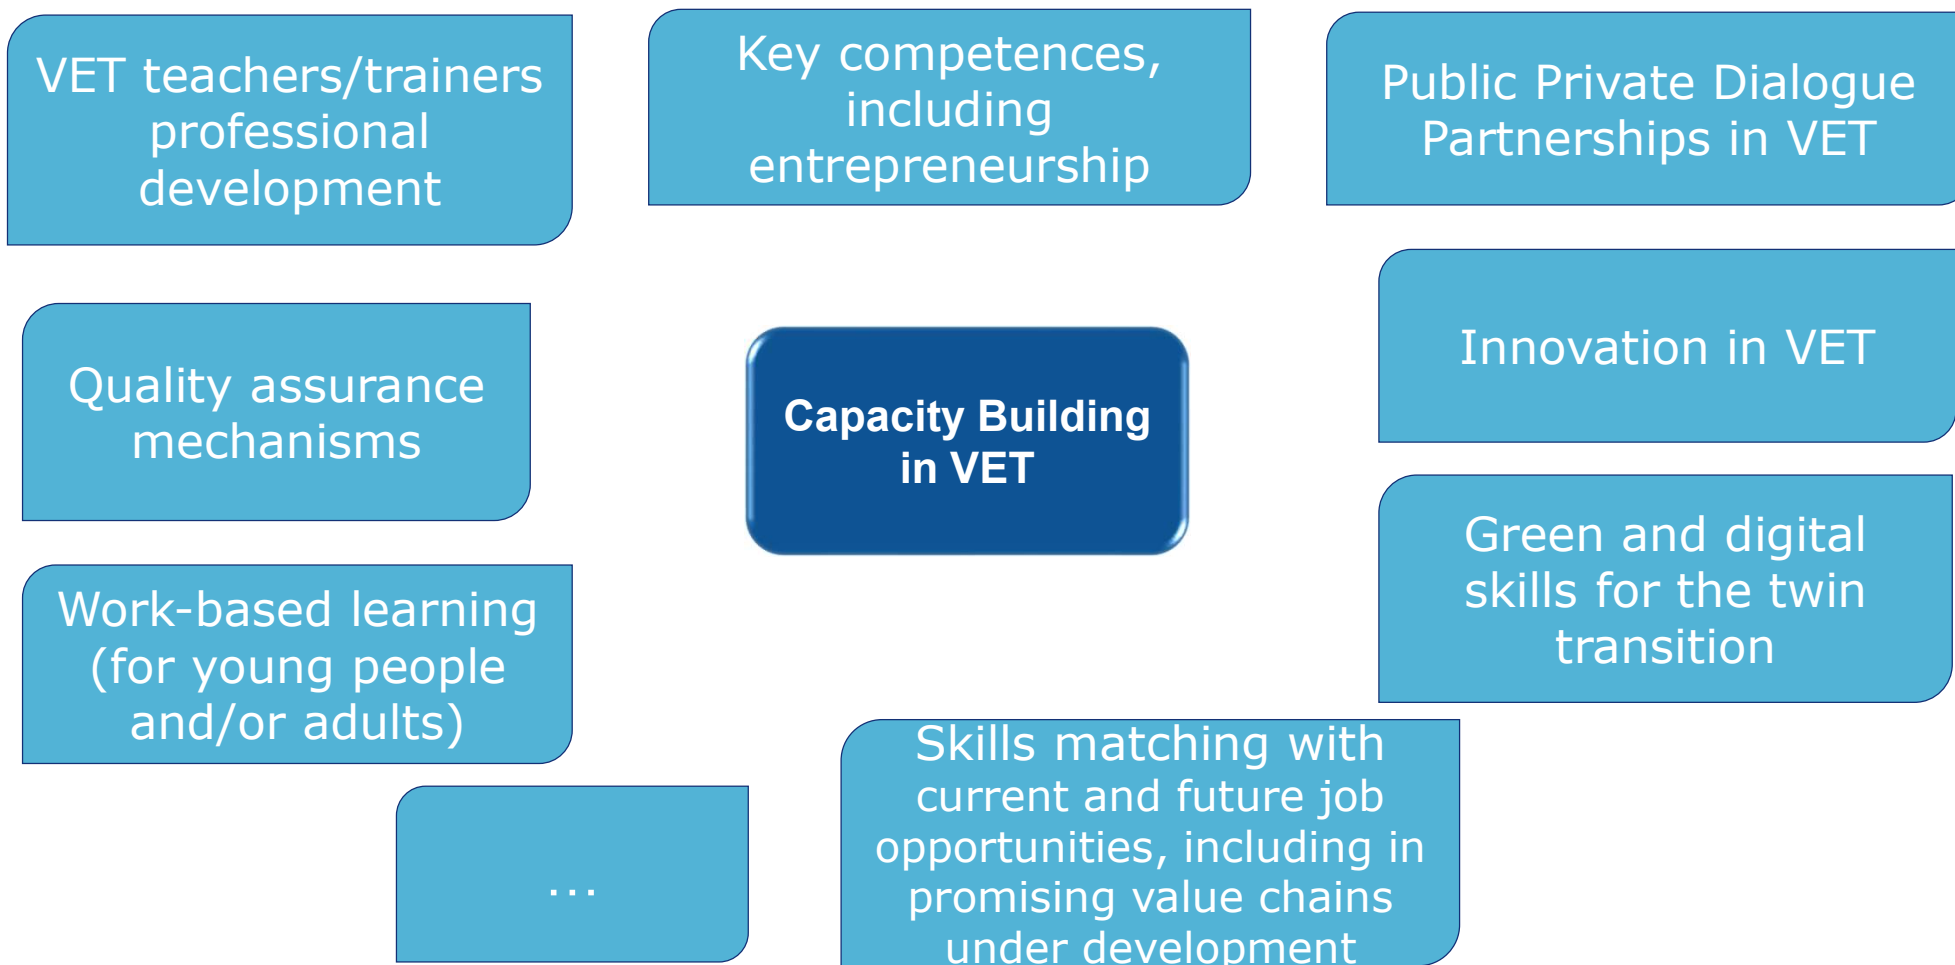 VET teachers/trainers
professional
development
Key competences,
including
entrepreneurship
Public Private Dialogue
Partnerships in VET
Quality assurance
mechanisms
Capacity Building
in VET
Innovation in VET
Green and digital
skills for the twin
transition
Work-based learning
(for young people
and/or adults)
...
Skills matching with
current and future job
opportunities, including in
promising value chains
under development